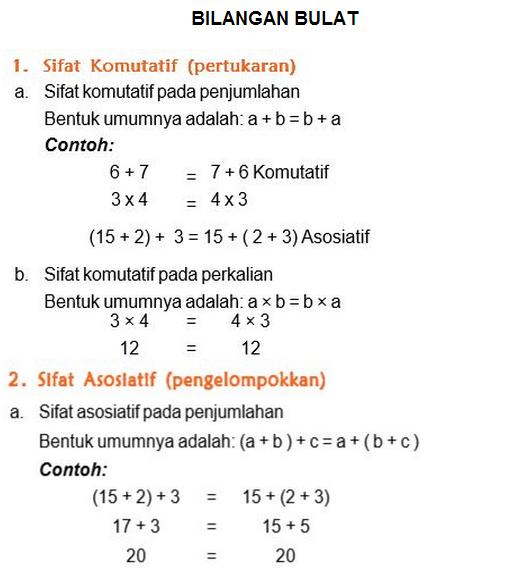 BILANGAN BULAT
1. Sifat Komutatif (pertukaran)
a. Sifat komutatif pada penjumlahan
Bentuk umumnya adalah: a + b = b + a
Contoh:
6 + 7 = 7 + 6 Komutatif
3 x 4 = 4 x 3
(15 + 2) + 3 = 15 + ( 2 + 3) Asosiatif
b. Sifat komutatif pada perkalian
Bentuk umumnya adalah: a × b = b × a
3 × 4 = 4 × 3
12 = 12
2. Sifat Asosiatif (pengelompokkan)
a. Sifat asosiatif pada penjumlahan
Bentuk umumnya adalah: (a + b ) + c = a + ( b + c )
Contoh:
(15 + 2) + 3 = 15 + (2 + 3)
17 + 3 = 15 + 5
20 = 20